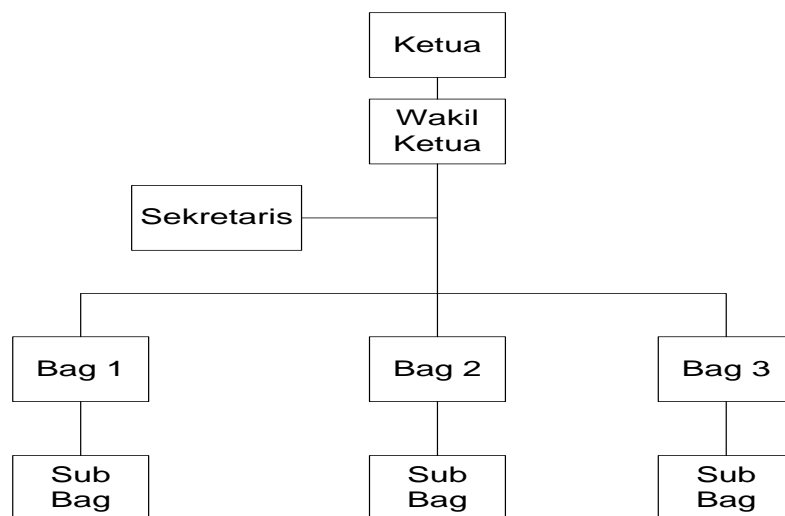 Ketua
Wakil
Ketua
Sekretaris
Bag 1
Bag 2
Bag 3
Sub
Bag
Sub
Bag
Sub
Bag